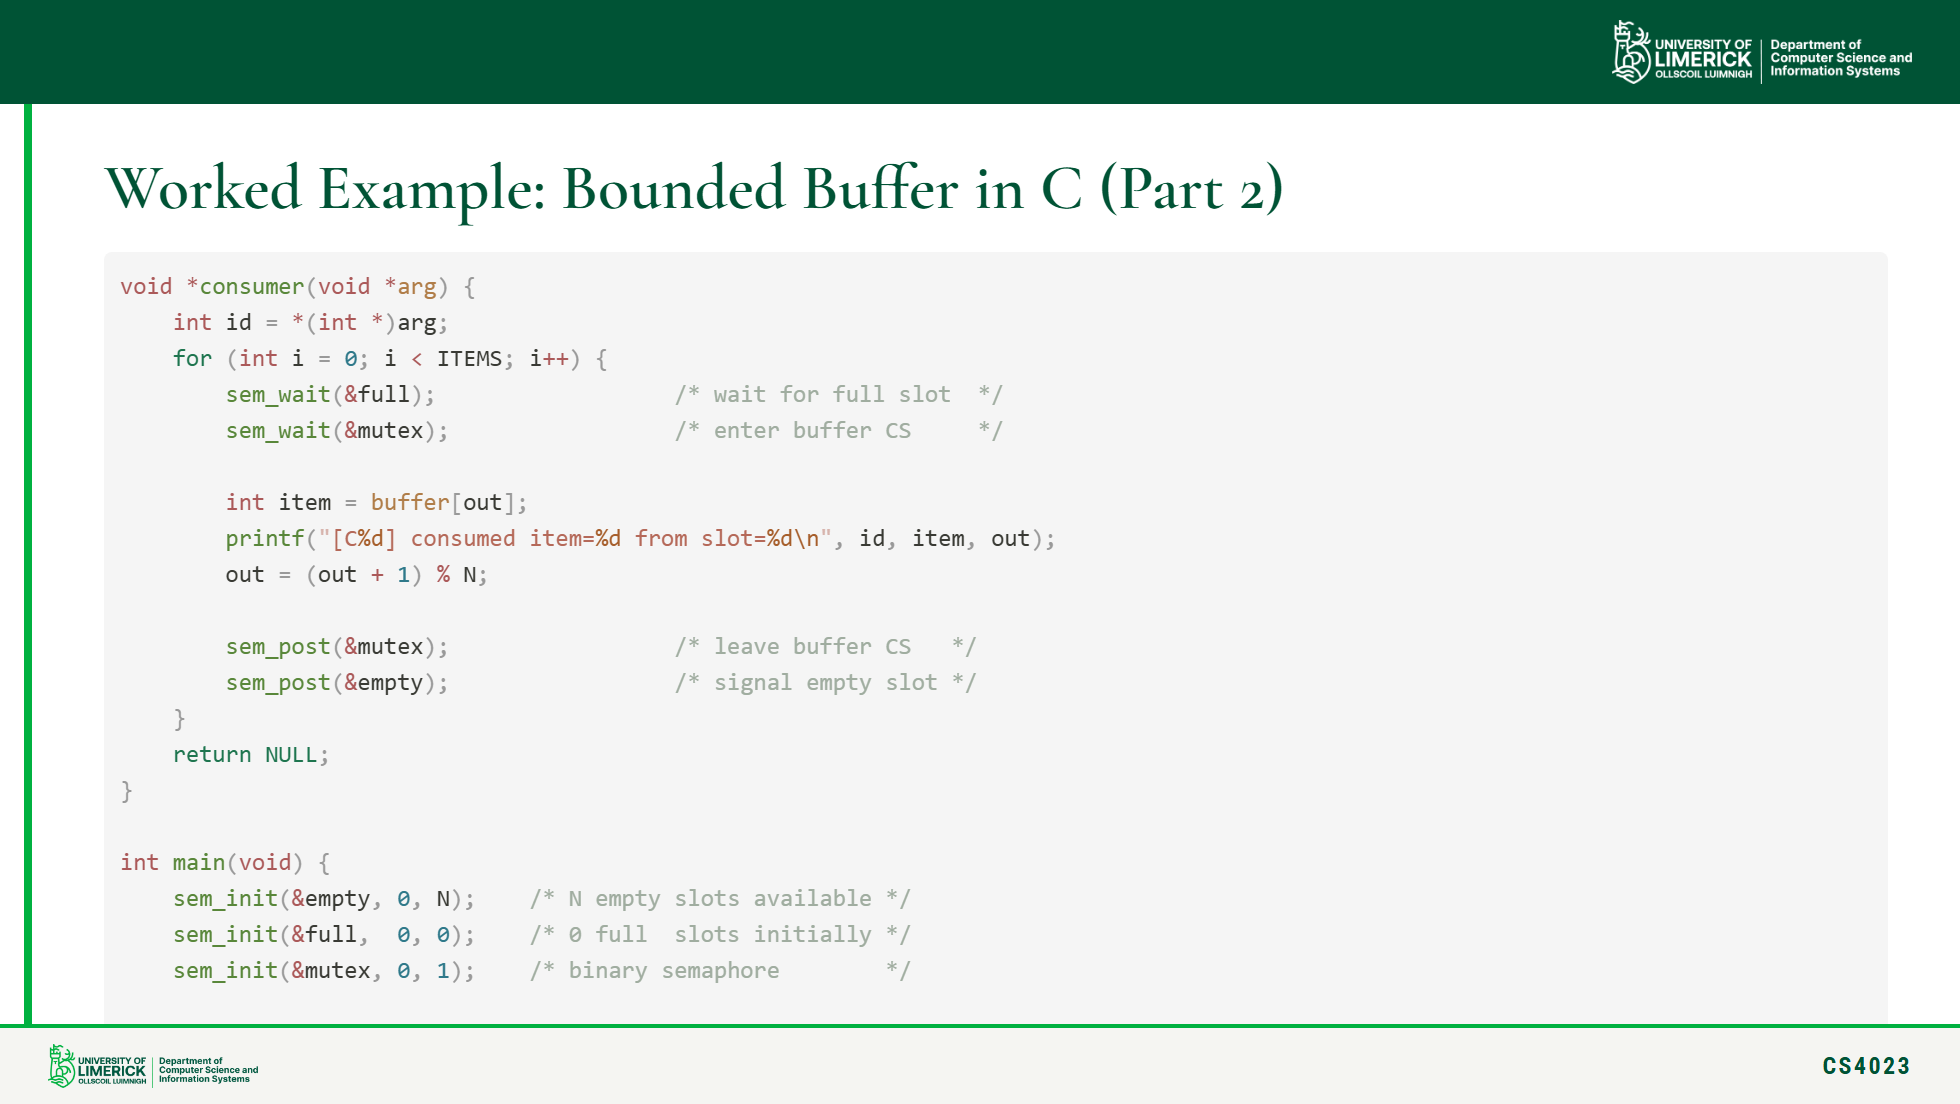 UNIVERSITY OF
LIMERICK
OLLSCOIL LUIMNIGH
Department of
Computer Science and
Information Systems
Worked Example: Bounded Buffer in C (Part 2)
void *consumer(void *arg) {
    int id = *(int *)arg;
    for (int i = 0; i < ITEMS; i++) {
        sem_wait(&full);                  /* wait for full slot  */
        sem_wait(&mutex);                 /* enter buffer CS     */
        int item = buffer[out];
        printf("[C%d] consumed item=%d from slot=%d\n", id, item, out);
        out = (out + 1) % N;
        sem_post(&mutex);                 /* leave buffer CS   */
        sem_post(&empty);                 /* signal empty slot */
    }
    return NULL;
}
int main(void) {
    sem_init(&empty, 0, N);    /* N empty slots available */
    sem_init(&full,  0, 0);    /* 0 full  slots initially */
    sem_init(&mutex, 0, 1);    /* binary semaphore        */
UNIVERSITY OF
LIMERICK
OLLSCOIL LUIMNIGH
Department of
Computer Science and
Information Systems
CS4023